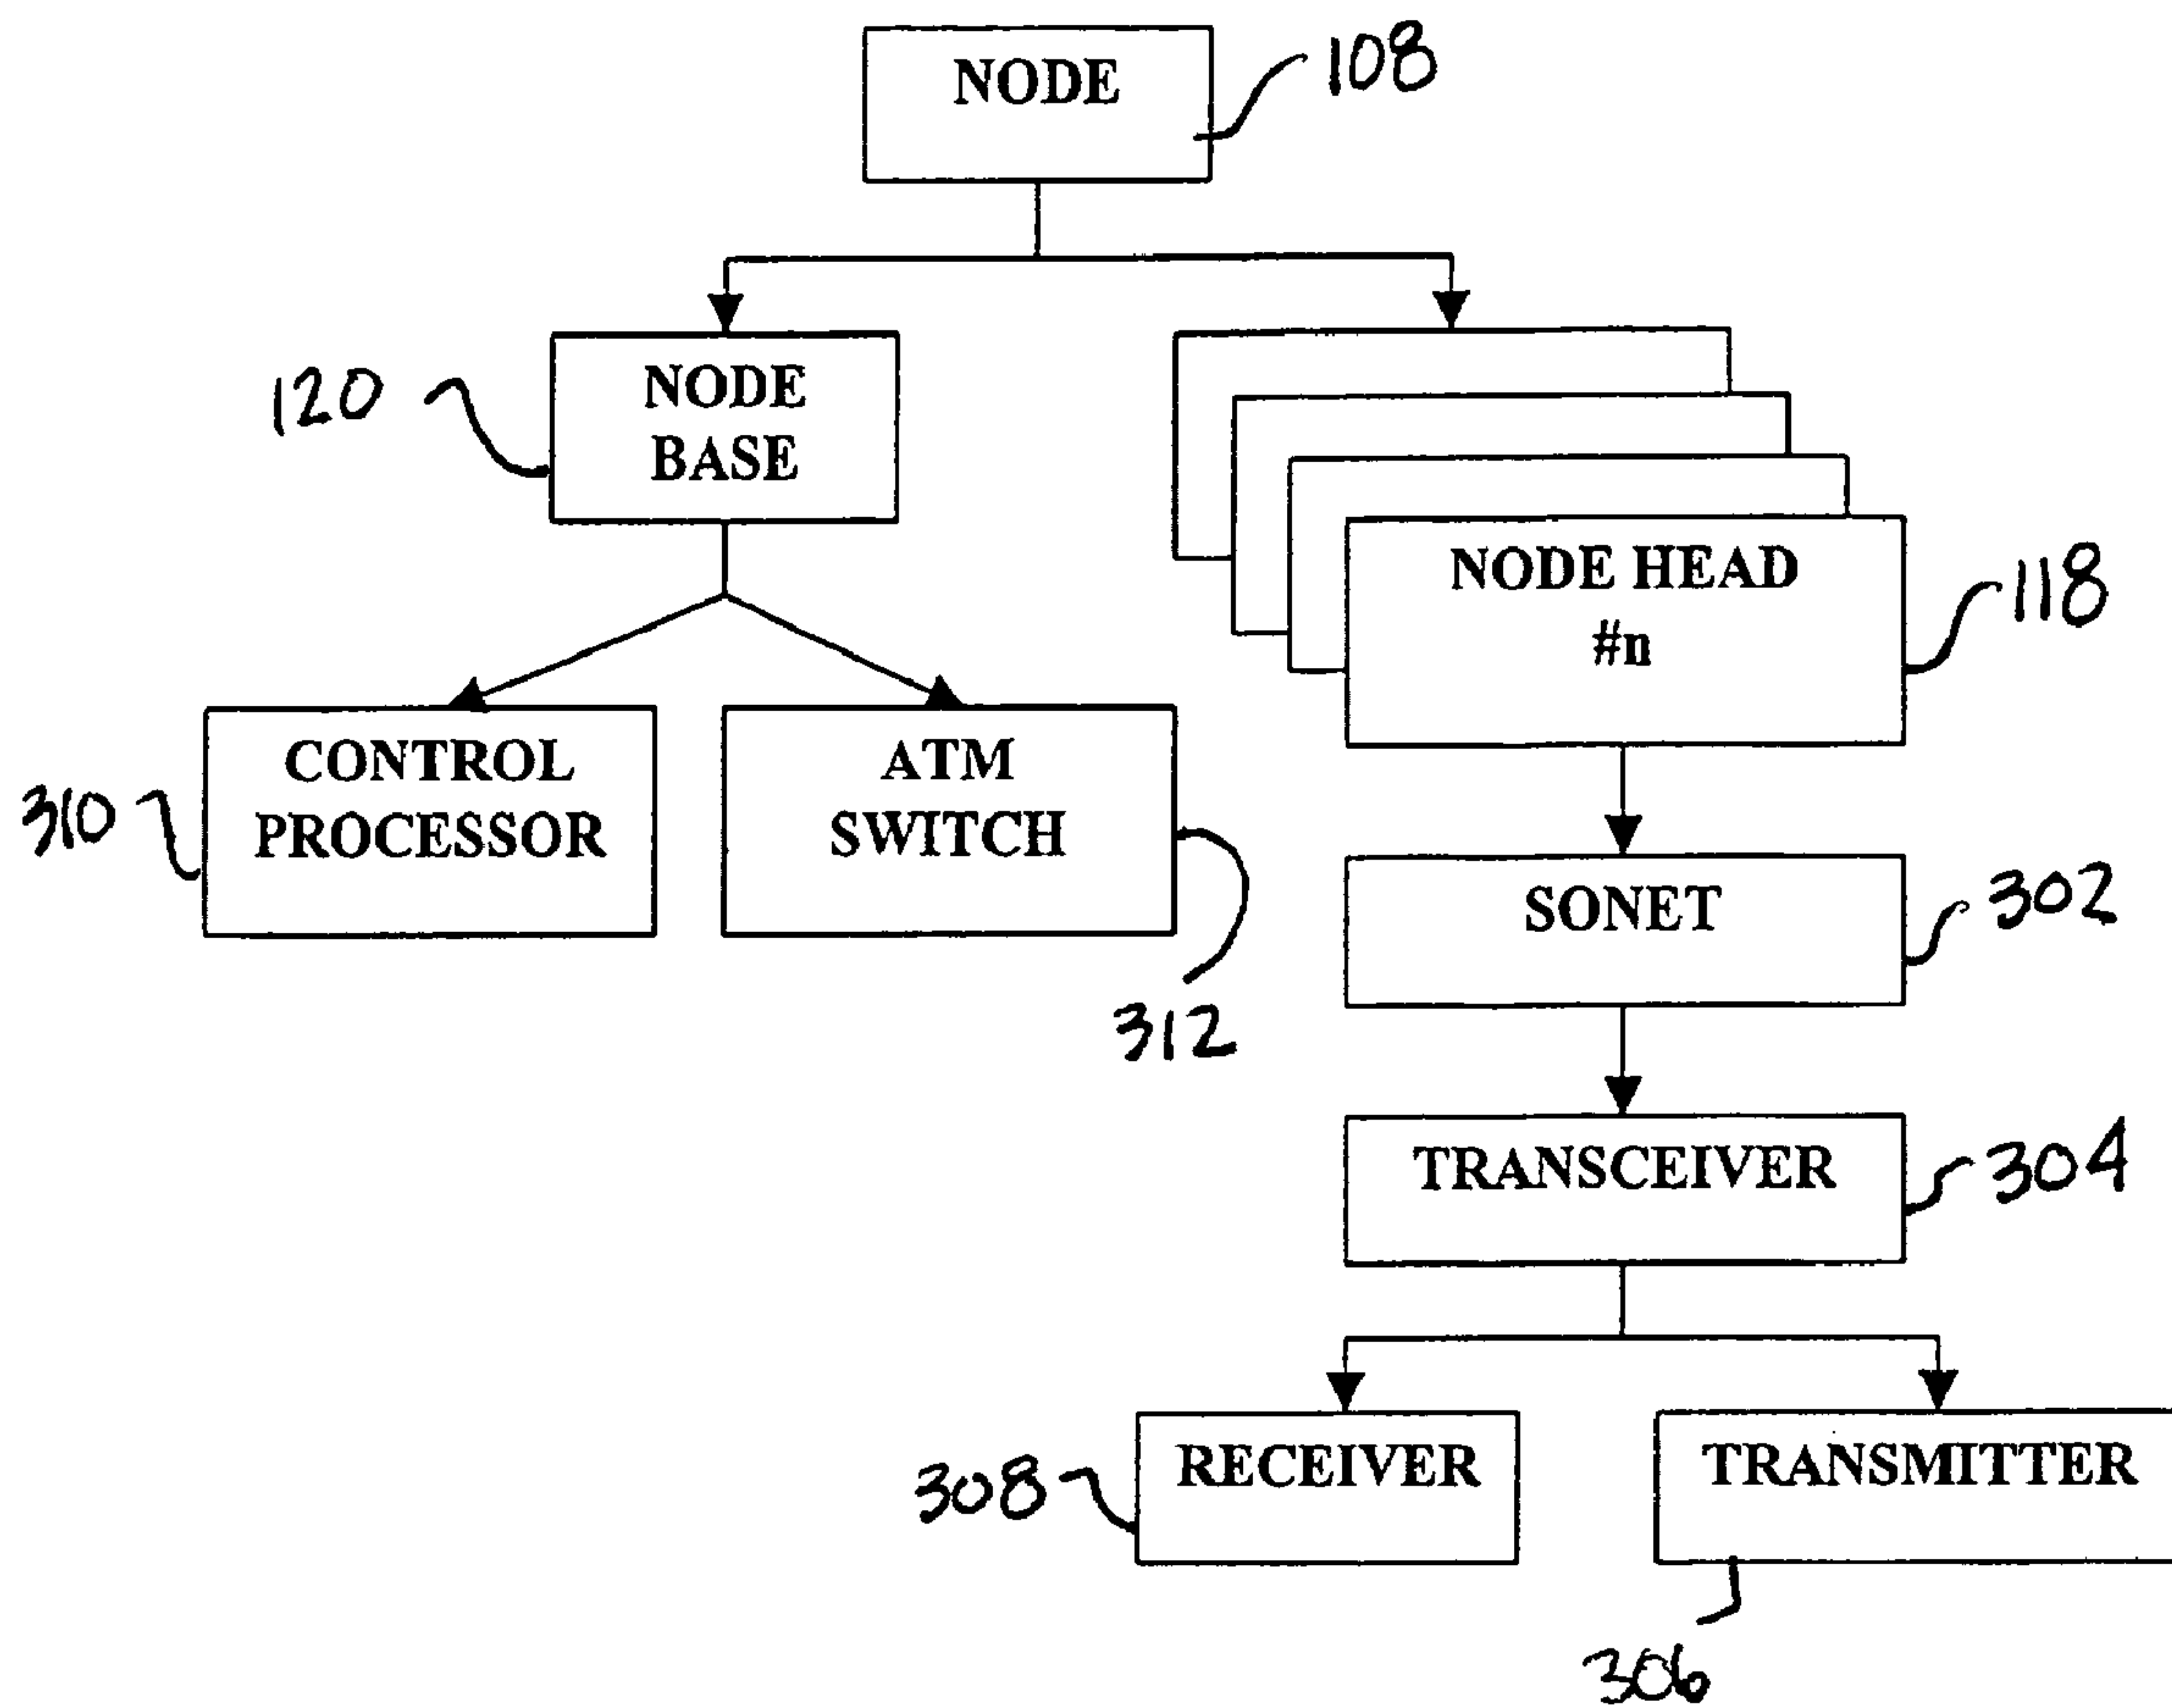 NODE
108
NODE
BASE
120
NODE HEAD
#n
118
CONTROL
PROCESSOR
310
ATM
SWITCH
312
SONET
302
TRANSCEIVER
304
RECEIVER
308
TRANSMITTER
306